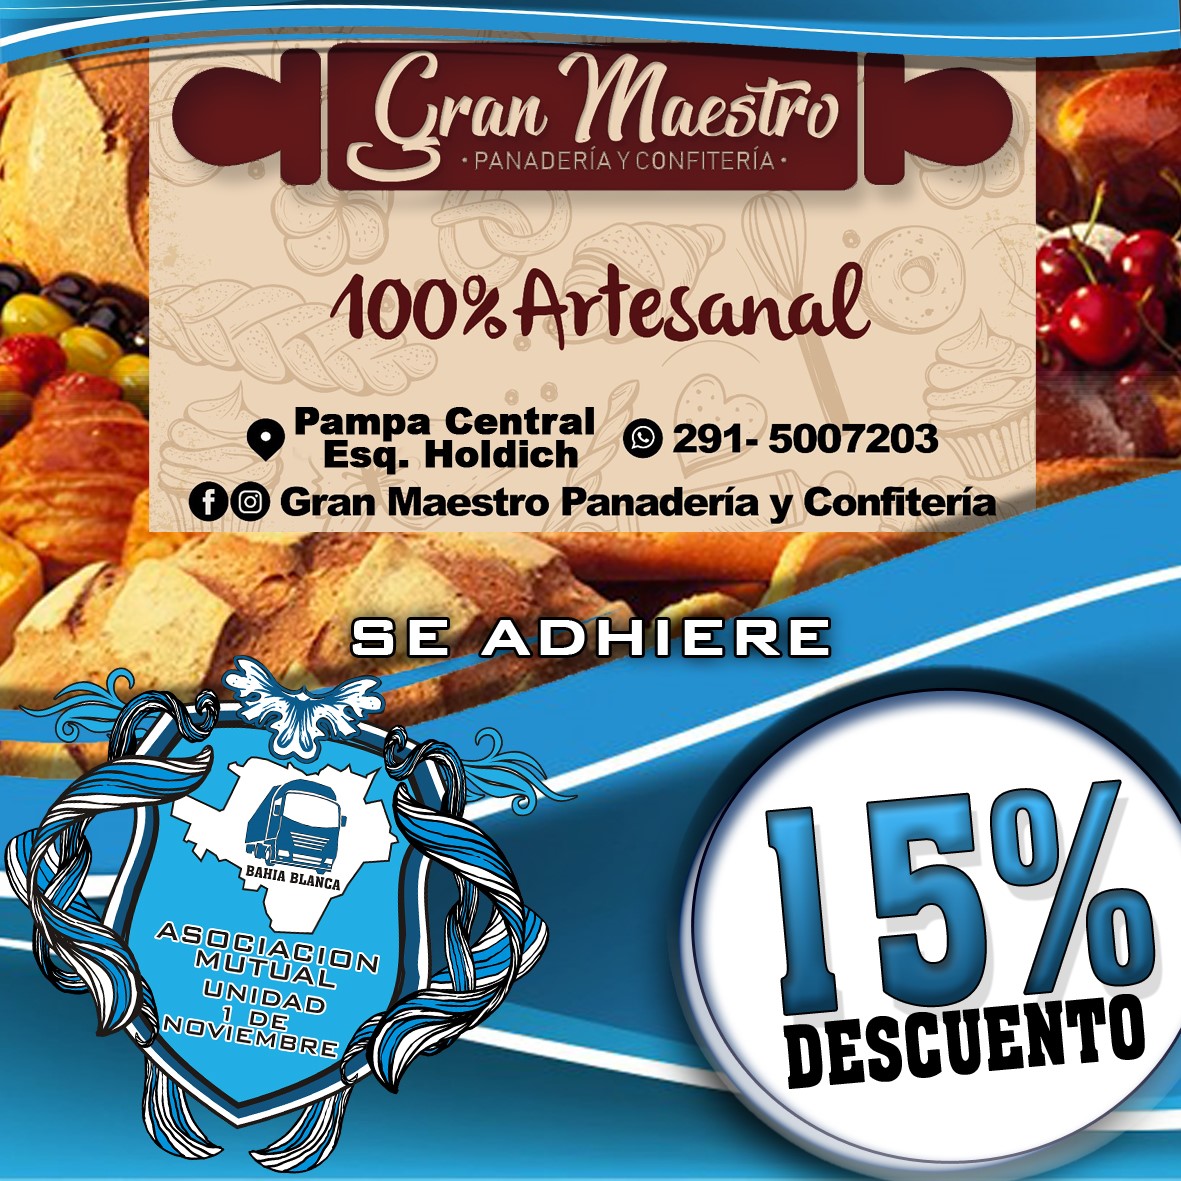 Gran Maestro
• PANADERÍA Y CONFITERÍA •
100% Artesanal
Pampa Central
Esq. Holdich
291- 5007203
Gran Maestro Panadería y Confitería
SE ADHIERE
BAHIA BLANCA
ASOCIACION
MUTUAL
UNIDAD
1 DE
NOVIEMBRE
15%
DESCUENTO